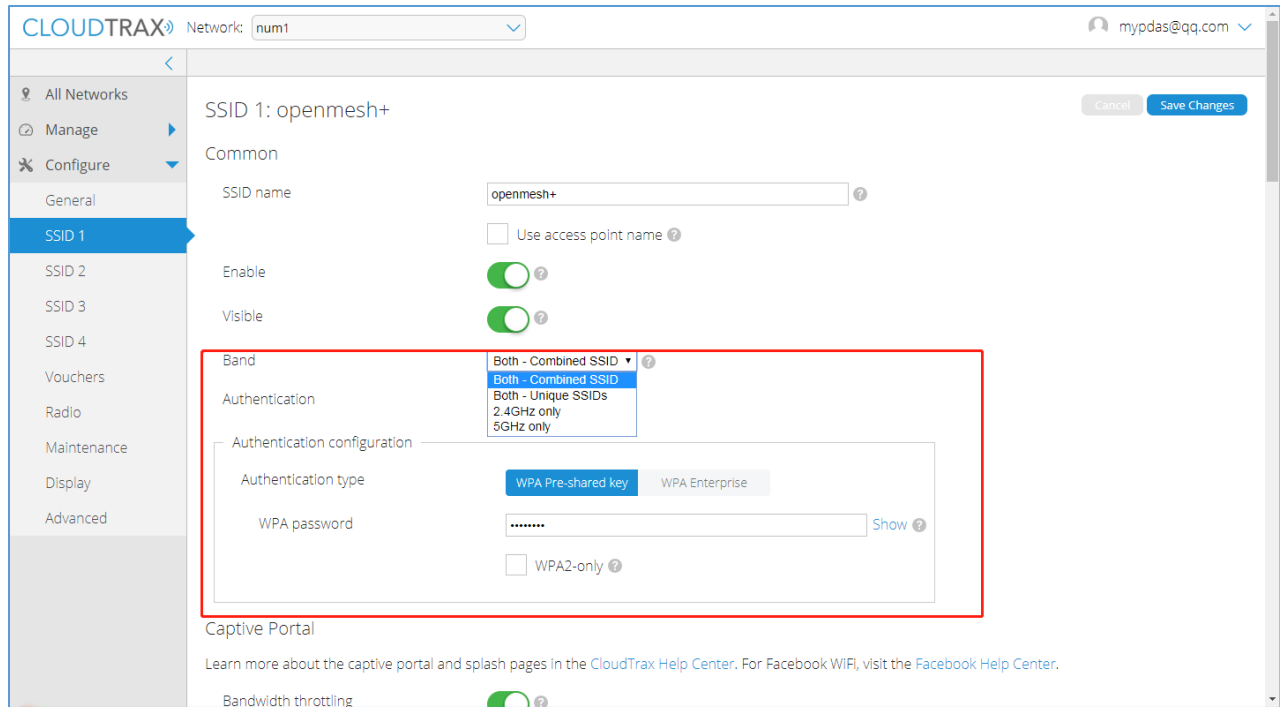 CLOUDTRAX Network: num1 mypdas@qq.com
All Networks
Manage
Configure
General
SSID 1
SSID 2
SSID 3
SSID 4
Vouchers
Radio
Maintenance
Display
Advanced
SSID 1: openmesh+ Cancel Save Changes
Common
SSID name openmesh+ ?
Use access point name ?
Enable ?
Visible ?
Band Both - Combined SSID ?
Both - Combined SSID
Both - Unique SSIDs
2.4GHz only
5GHz only
Authentication
Authentication configuration
Authentication type WPA Pre-shared key WPA Enterprise
WPA password •••••••• Show ?
WPA2-only ?
Captive Portal
Learn more about the captive portal and splash pages in the CloudTrax Help Center. For Facebook WiFi, visit the Facebook Help Center.
Bandwidth throttling ?